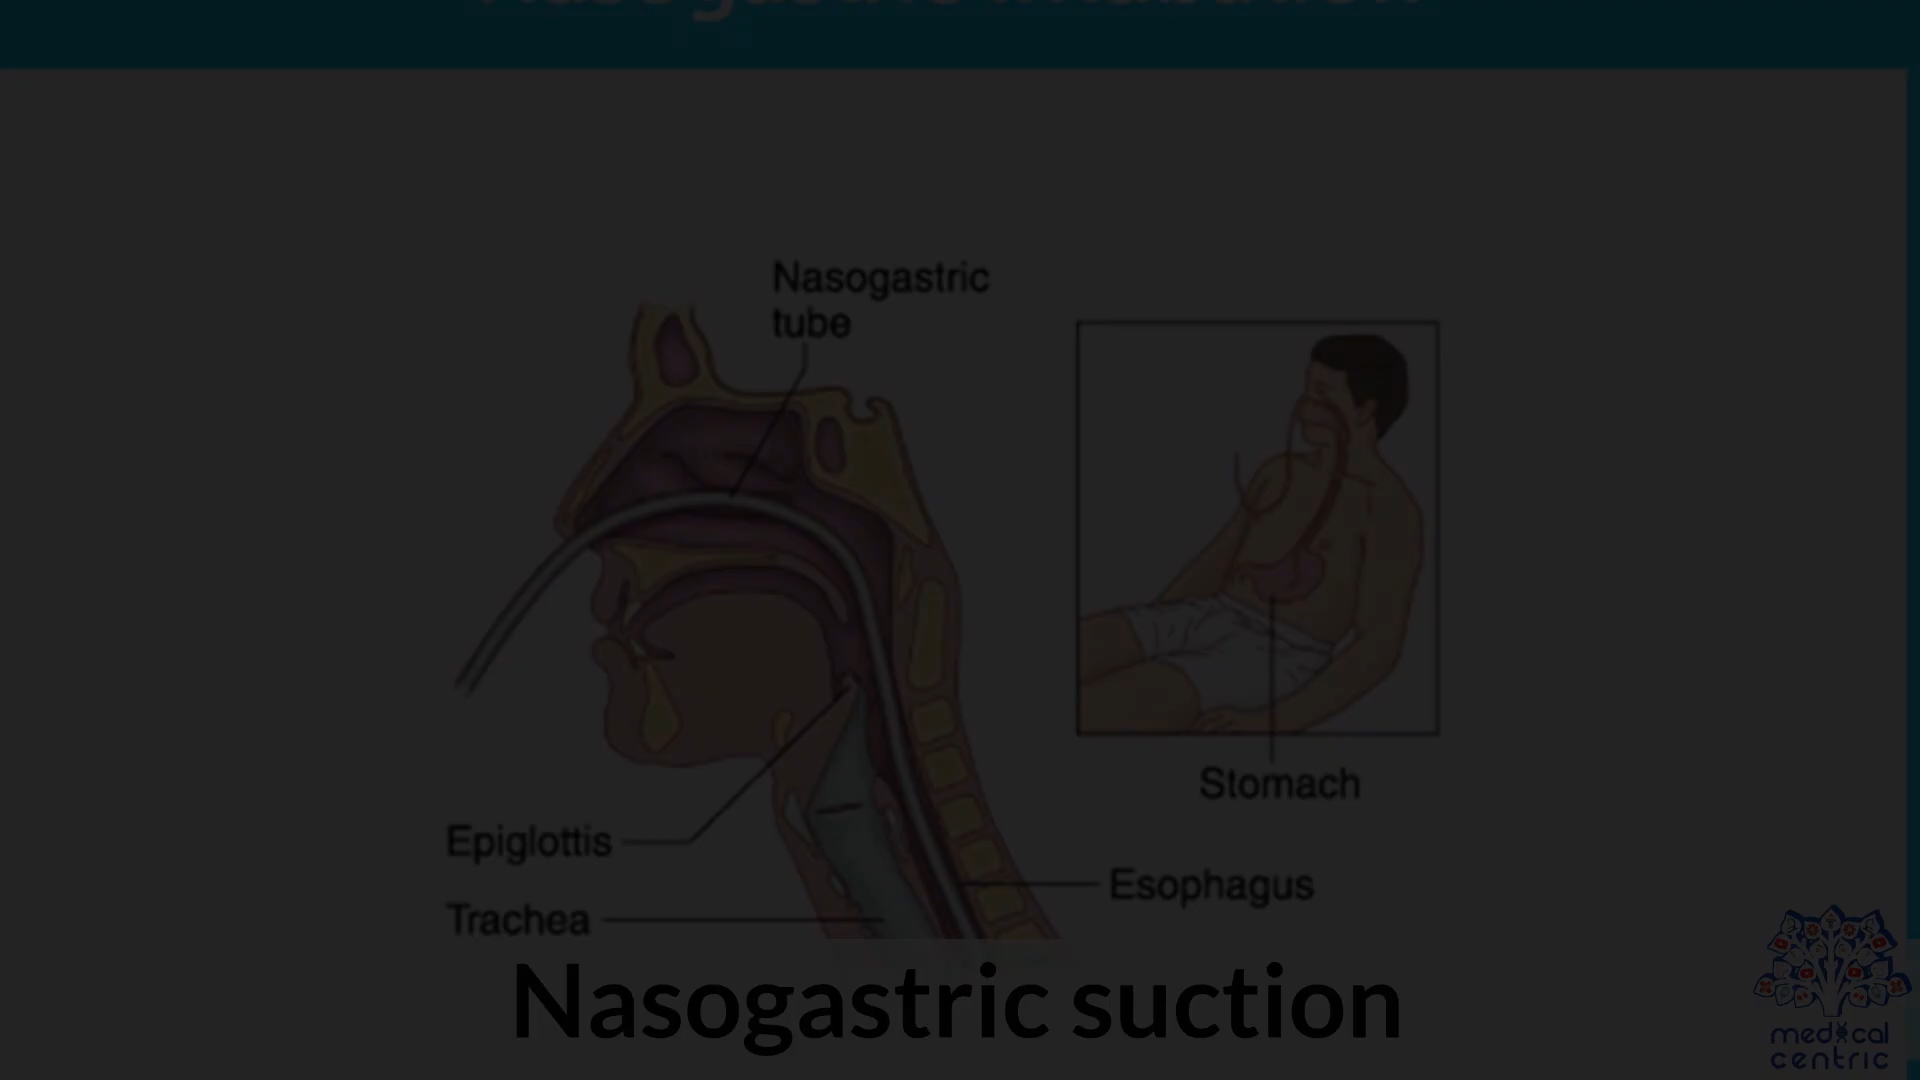 Nasogastric
tube
Stomach
Epiglottis
Esophagus
Trachea
Nasogastric suction
medical
centric